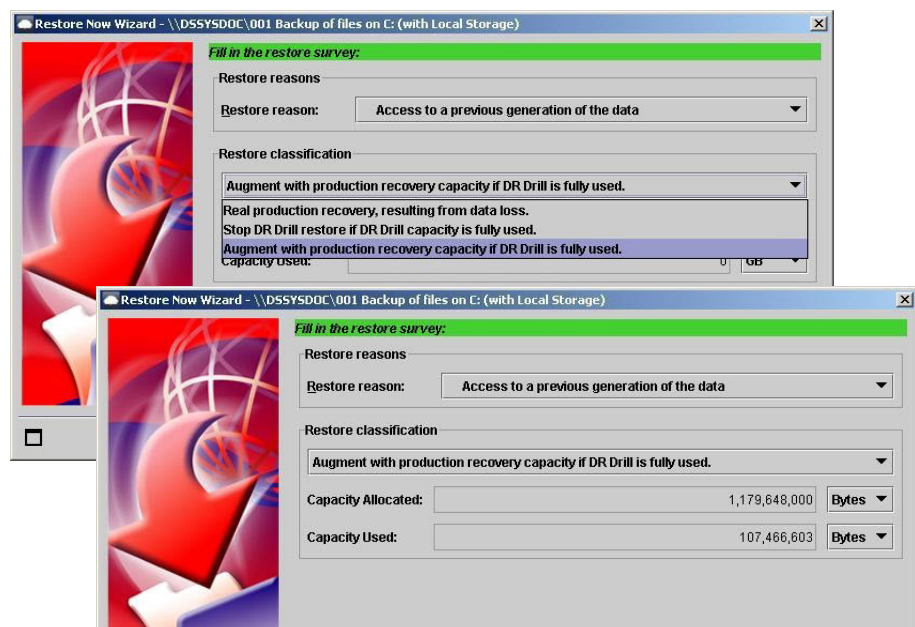 Restore Now Wizard - \\DSSYSDOC\001 Backup of files on C: (with Local Storage)
Fill in the restore survey:
Restore reasons
Restore reason: Access to a previous generation of the data
Restore classification
Augment with production recovery capacity if DR Drill is fully used.
Real production recovery, resulting from data loss.
Stop DR Drill restore if DR Drill capacity is fully used.
Augment with production recovery capacity if DR Drill is fully used.
Capacity Used: 0 GB
Restore Now Wizard - \\DSSYSDOC\001 Backup of files on C: (with Local Storage)
Fill in the restore survey:
Restore reasons
Restore reason: Access to a previous generation of the data
Restore classification
Augment with production recovery capacity if DR Drill is fully used.
Capacity Allocated: 1,179,648,000 Bytes
Capacity Used: 107,466,603 Bytes